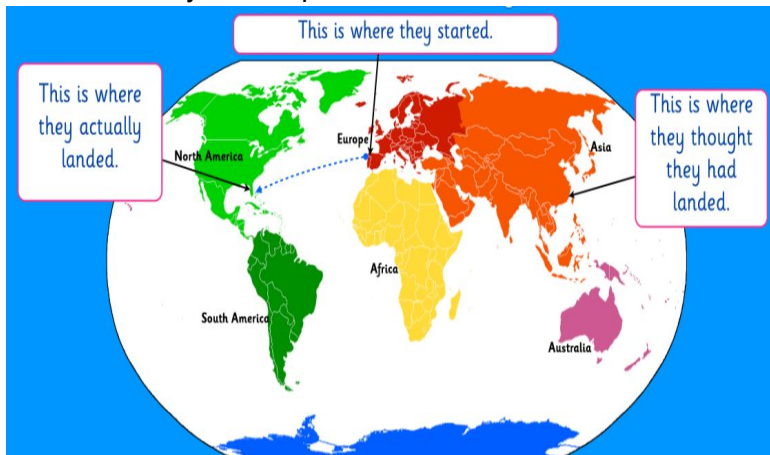 This is where they started.
This is where
they actually
landed.
This is where
they thought
they had
landed.
Europe
Asia
North America
Africa
South America
Australia